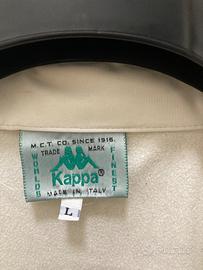 M.C.T. CO. SINCE 1916.
TRADE MARK
WORLDS
FINEST
Kappa®
MADE IN ITALY
L